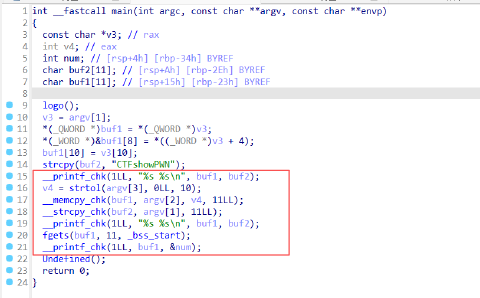 1 int __fastcall main(int argc, const char **argv, const char **envp)
2 {
3 const char *v3; // rax
4 int v4; // eax
5 int num; // [rsp+4h] [rbp-34h] BYREF
6 char buf2[11]; // [rsp+Ah] [rbp-2Eh] BYREF
7 char buf1[11]; // [rsp+15h] [rbp-23h] BYREF
8
9 logo();
10 v3 = argv[1];
11 *(_QWORD *)buf1 = *(_QWORD *)v3;
12 *(_WORD *)&buf1[8] = *((_WORD *)v3 + 4);
13 buf1[10] = v3[10];
14 strcpy(buf2, "CTFshowPWN");
15 __printf_chk(1LL, "%s %s\n", buf1, buf2);
16 v4 = strtol(argv[3], 0LL, 10);
17 __memcpy_chk(buf1, argv[2], v4, 11LL);
18 __strcpy_chk(buf2, argv[1], 11LL);
19 __printf_chk(1LL, "%s %s\n", buf1, buf2);
20 fgets(buf1, 11, _bss_start);
21 __printf_chk(1LL, buf1, &num);
22 Undefined();
23 return 0;
24 }